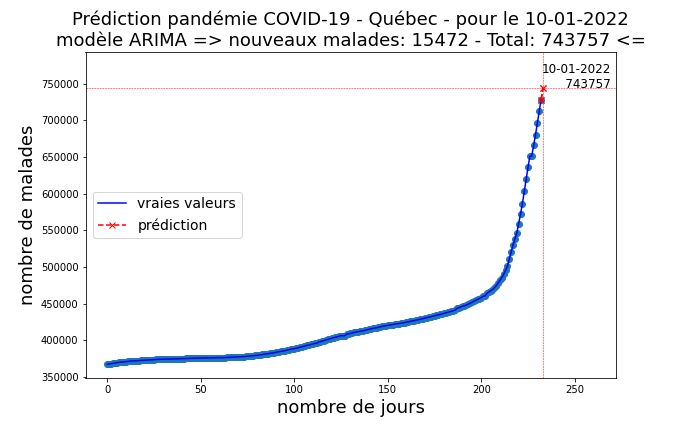 Prédiction pandémie COVID-19 - Québec - pour le 10-01-2022
modèle ARIMA => nouveaux malades: 15472 - Total: 743757 <=
10-01-2022
743757
750000
700000
650000
600000
550000
500000
450000
400000
350000
nombre de malades
vraies valeurs
prédiction
0
50
100
150
200
250
nombre de jours